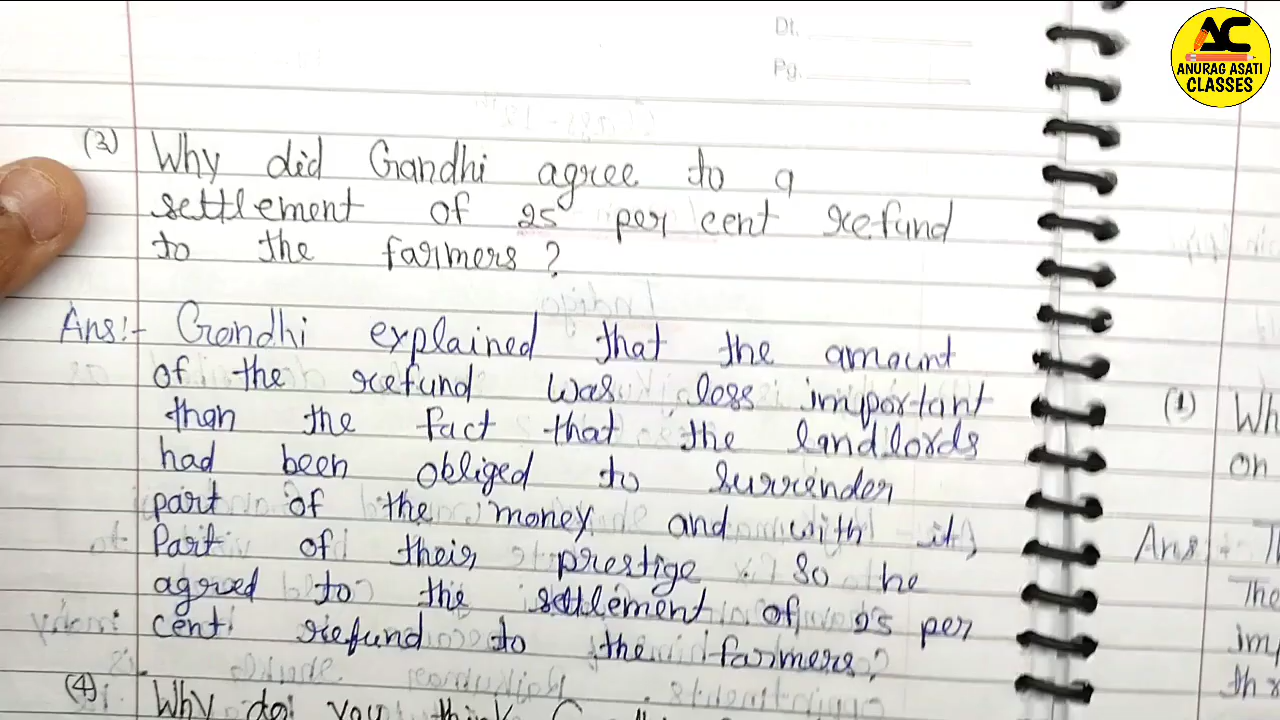 Dt.
Pg.
AC
ANURAG ASATI
CLASSES
(3) Why did Gandhi agree to a
settlement of 25 per cent refund
to the farmers ?
Ans:- Gandhi explained that the amount
of the refund was less important
than the fact that the landlords
had been obliged to surrender
part of the money and with it,
Part of their prestige. So he
agreed to the settlement of 25 per
cent refund to the farmers.
(4) Why do you think
(1) Wh
on
Ans:- Th
The
im
th
Indigo